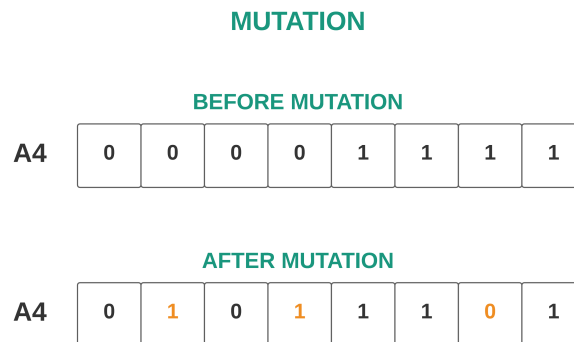 MUTATION
BEFORE MUTATION
A4 0 0 0 0 1 1 1 1
AFTER MUTATION
A4 0 1 0 1 1 1 0 1